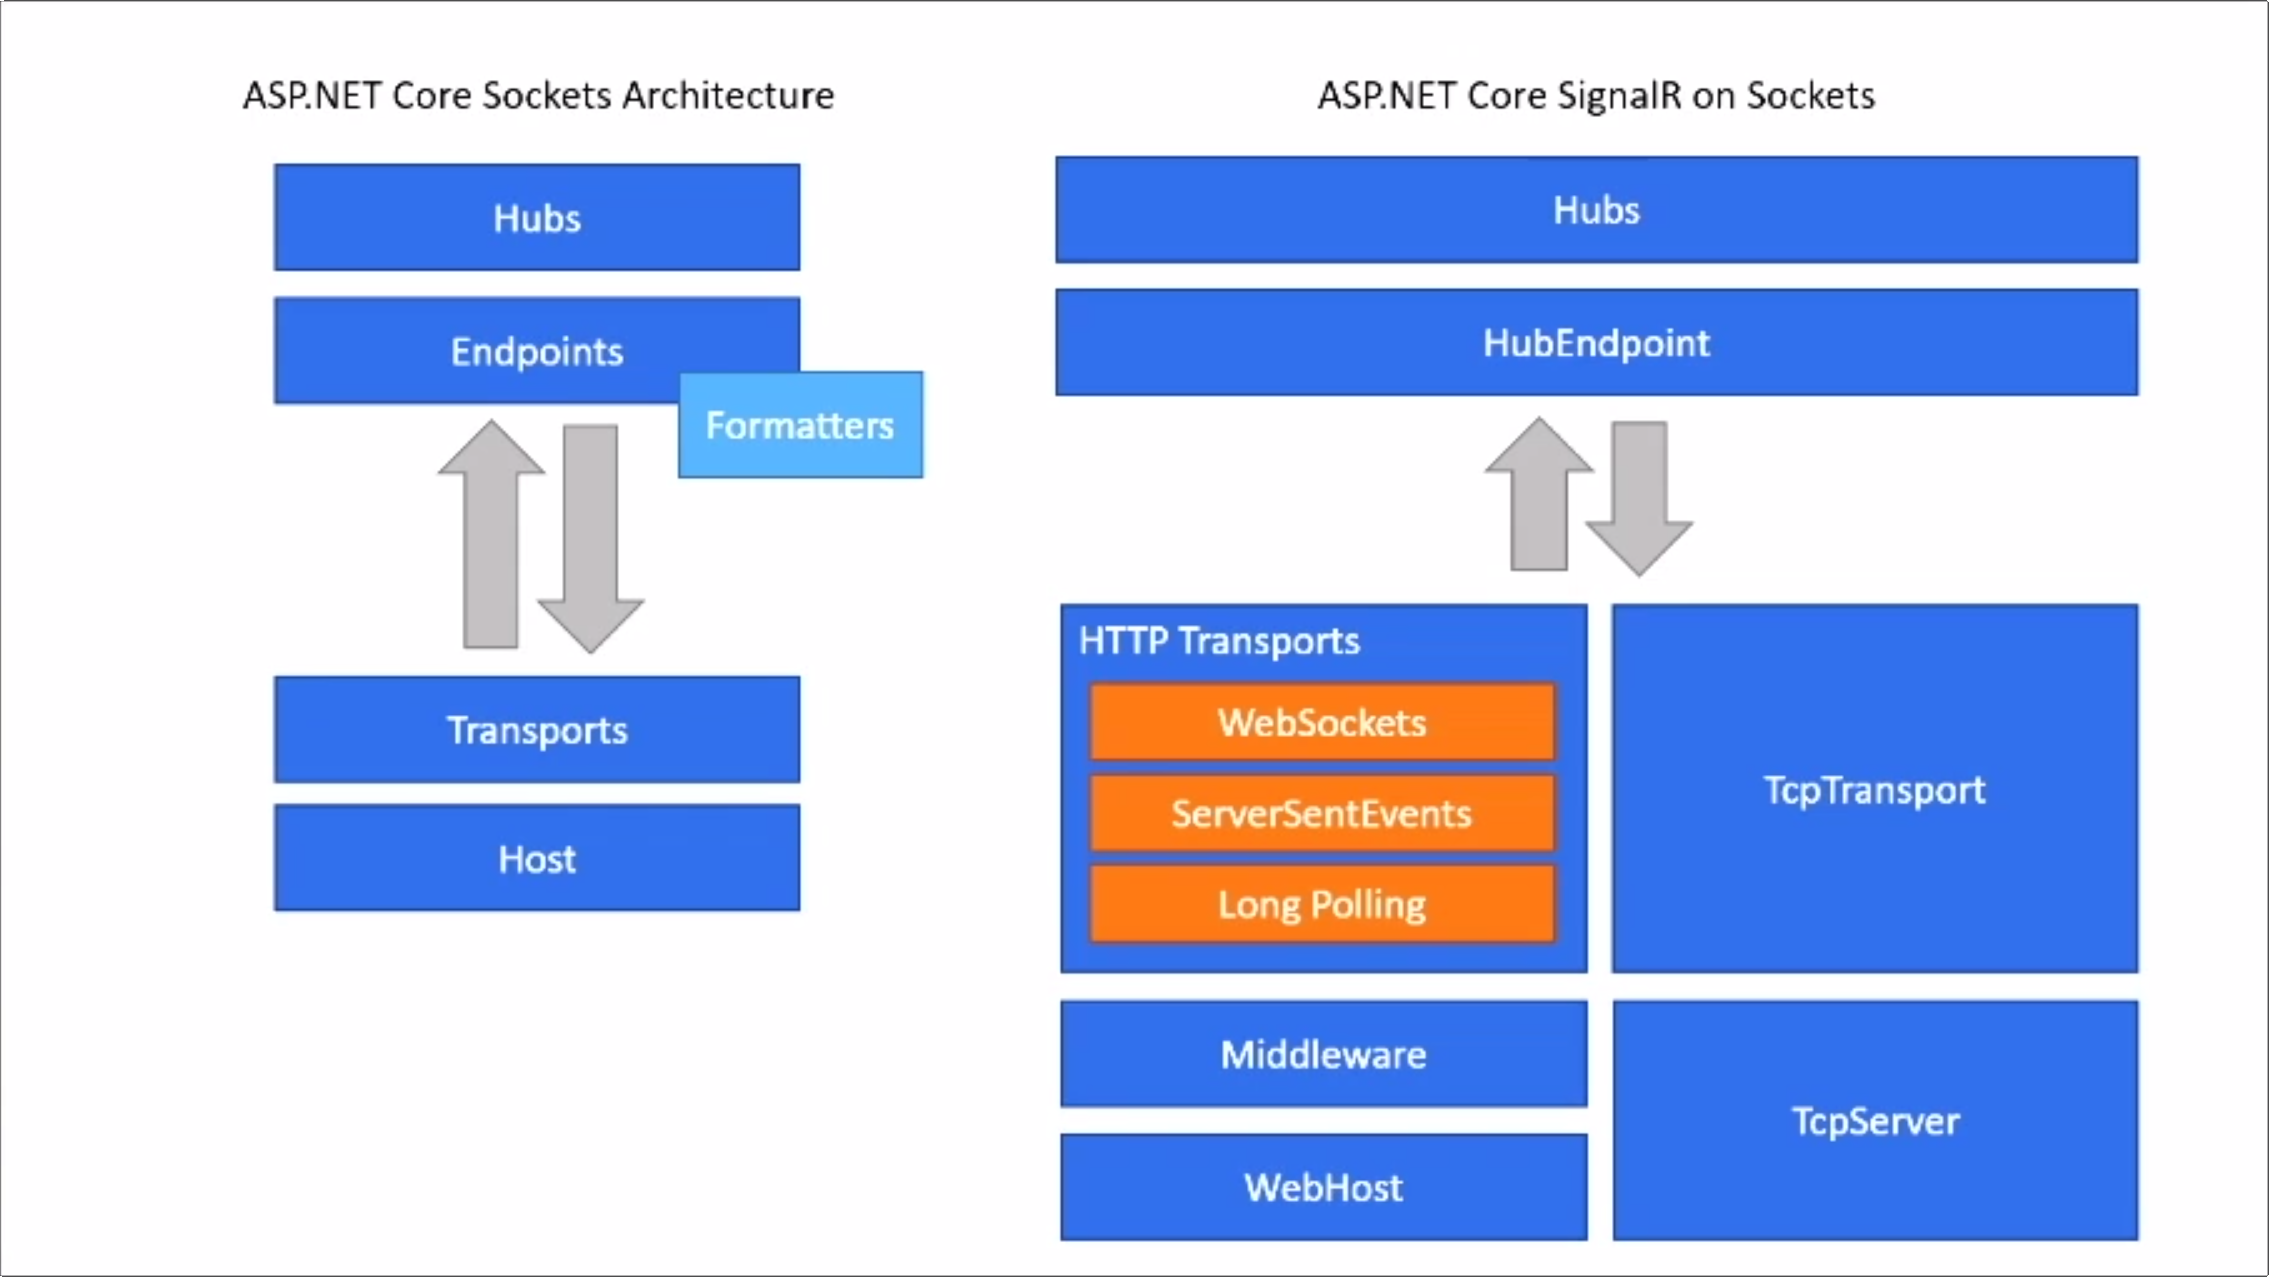 ASP.NET Core Sockets Architecture
Hubs
Endpoints
Formatters
Transports
Host
ASP.NET Core SignalR on Sockets
Hubs
HubEndpoint
HTTP Transports
WebSockets
ServerSentEvents
Long Polling
TcpTransport
Middleware
WebHost
TcpServer